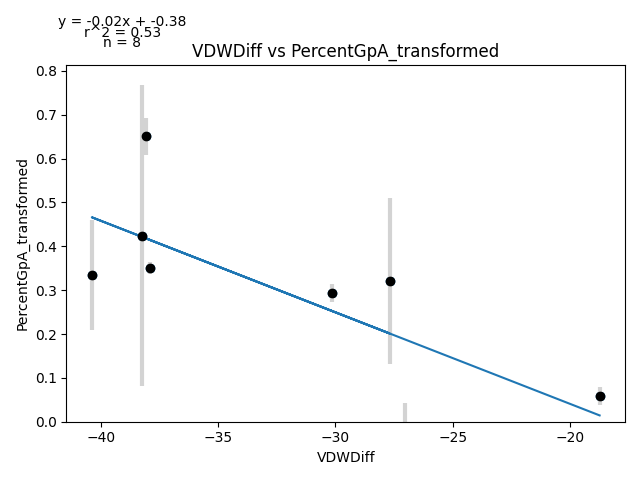 y = -0.02x + -0.38
r^2 = 0.53
n = 8
VDWDiff vs PercentGpA_transformed
0.8
0.7
0.6
0.5
0.4
0.3
0.2
0.1
0.0
PercentGpA_transformed
−40
−35
−30
−25
−20
VDWDiff